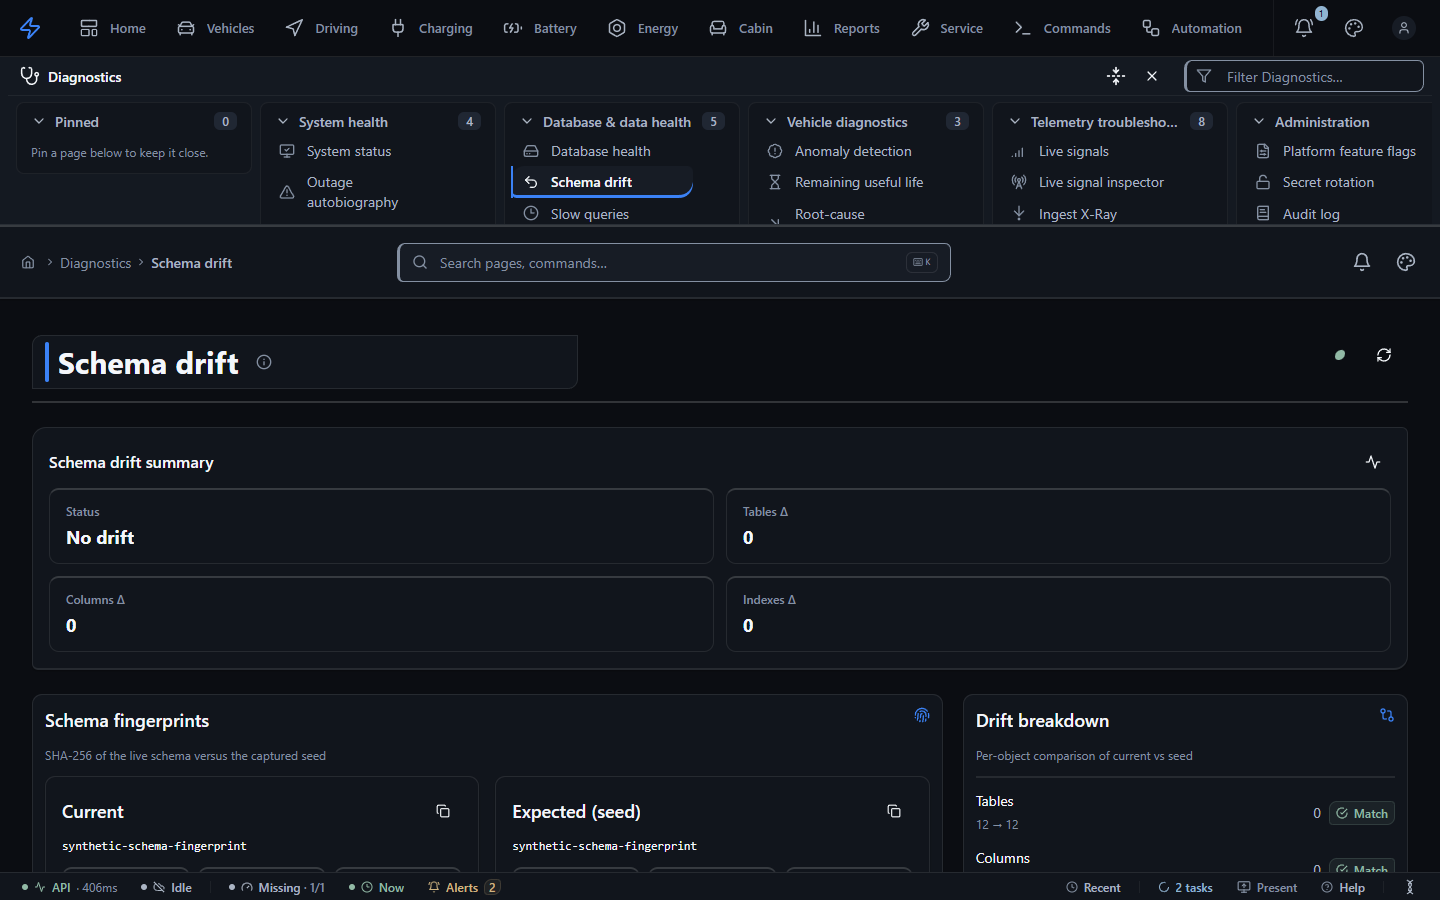 Home
Vehicles
Driving
Charging
Battery
Energy
Cabin
Reports
Service
Commands
Automation
1
Diagnostics
Filter Diagnostics...
Pinned 0
Pin a page below to keep it close.
System health 4
System status
Outage
autobiography
Database & data health 5
Database health
Schema drift
Slow queries
Vehicle diagnostics 3
Anomaly detection
Remaining useful life
Root-cause
Telemetry troublesho... 8
Live signals
Live signal inspector
Ingest X-Ray
Administration
Platform feature flags
Secret rotation
Audit log
Diagnostics
Schema drift
Search pages, commands...
K
Schema drift
Schema drift summary
Status
No drift
Tables Δ
0
Columns Δ
0
Indexes Δ
0
Schema fingerprints
SHA-256 of the live schema versus the captured seed
Current
synthetic-schema-fingerprint
Expected (seed)
synthetic-schema-fingerprint
Drift breakdown
Per-object comparison of current vs seed
Tables
12 → 12
0 Match
Columns
0 Match
API · 406ms
Idle
Missing · 1/1
Now
Alerts 2
Recent
2 tasks
Present
Help